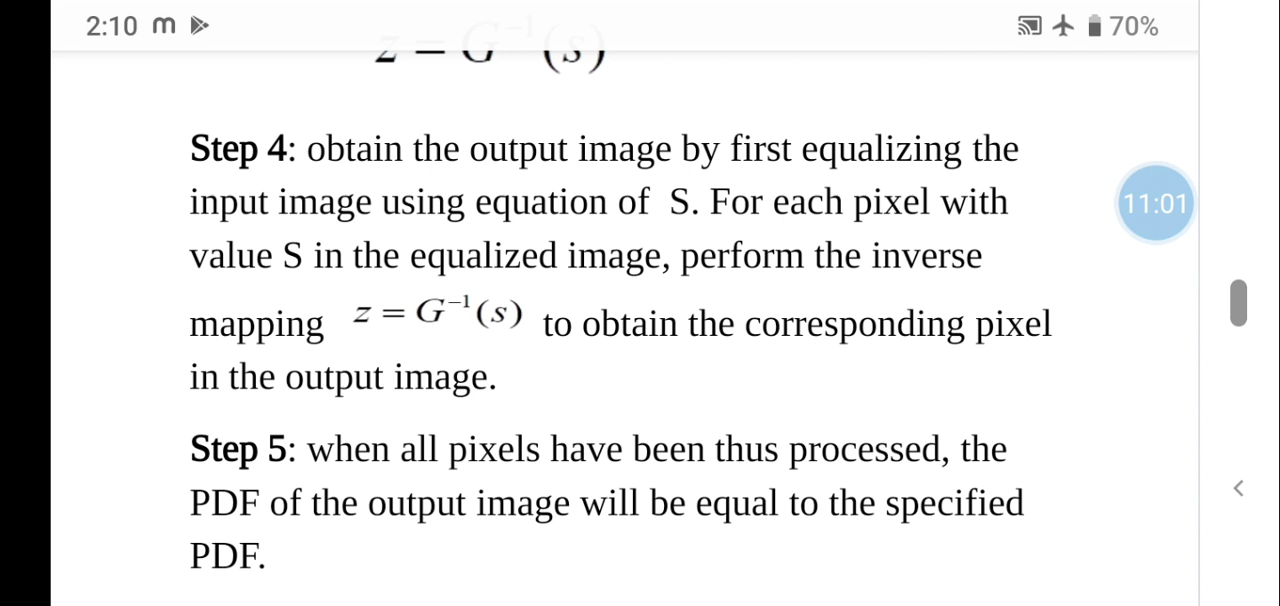 2:10 m 70%
z = G⁻¹(s)
Step 4: obtain the output image by first equalizing the
input image using equation of S. For each pixel with
11:01
value S in the equalized image, perform the inverse
mapping z = G⁻¹(s) to obtain the corresponding pixel
in the output image.
Step 5: when all pixels have been thus processed, the
PDF of the output image will be equal to the specified
PDF.